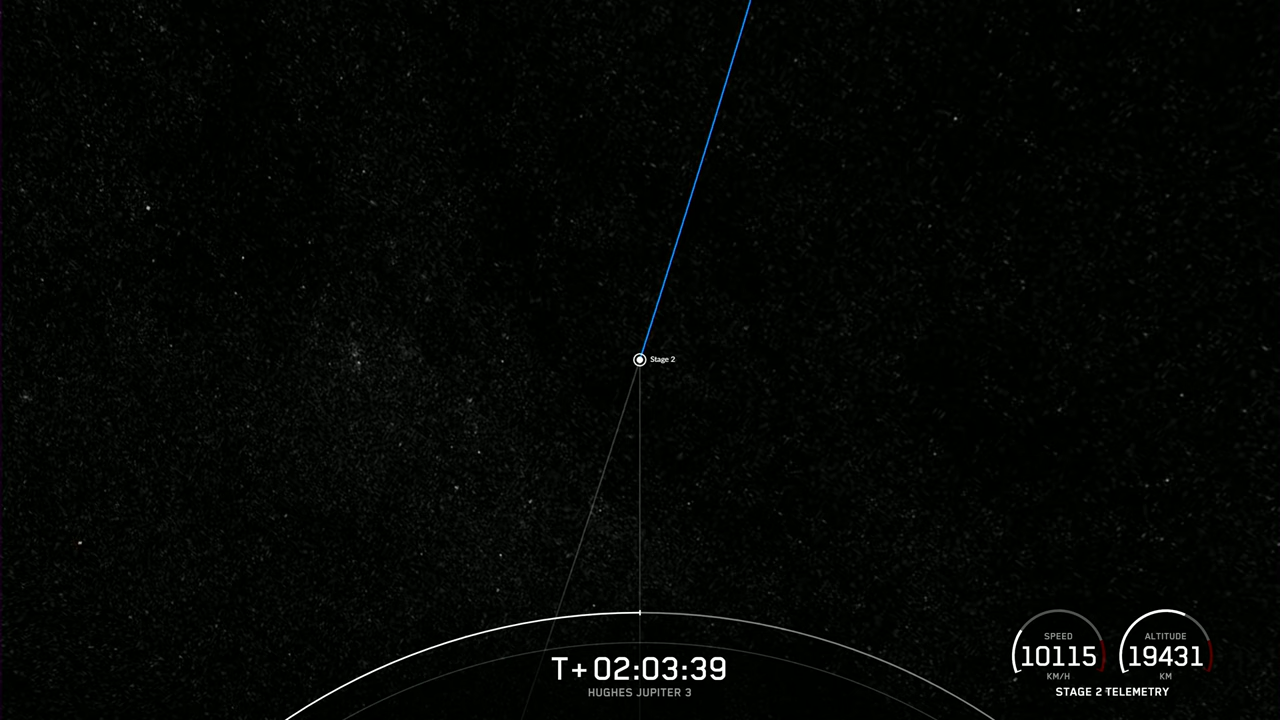 Stage 2
T+ 02:03:39
HUGHES JUPITER 3
SPEED
10115
KM/H
ALTITUDE
19431
KM
STAGE 2 TELEMETRY